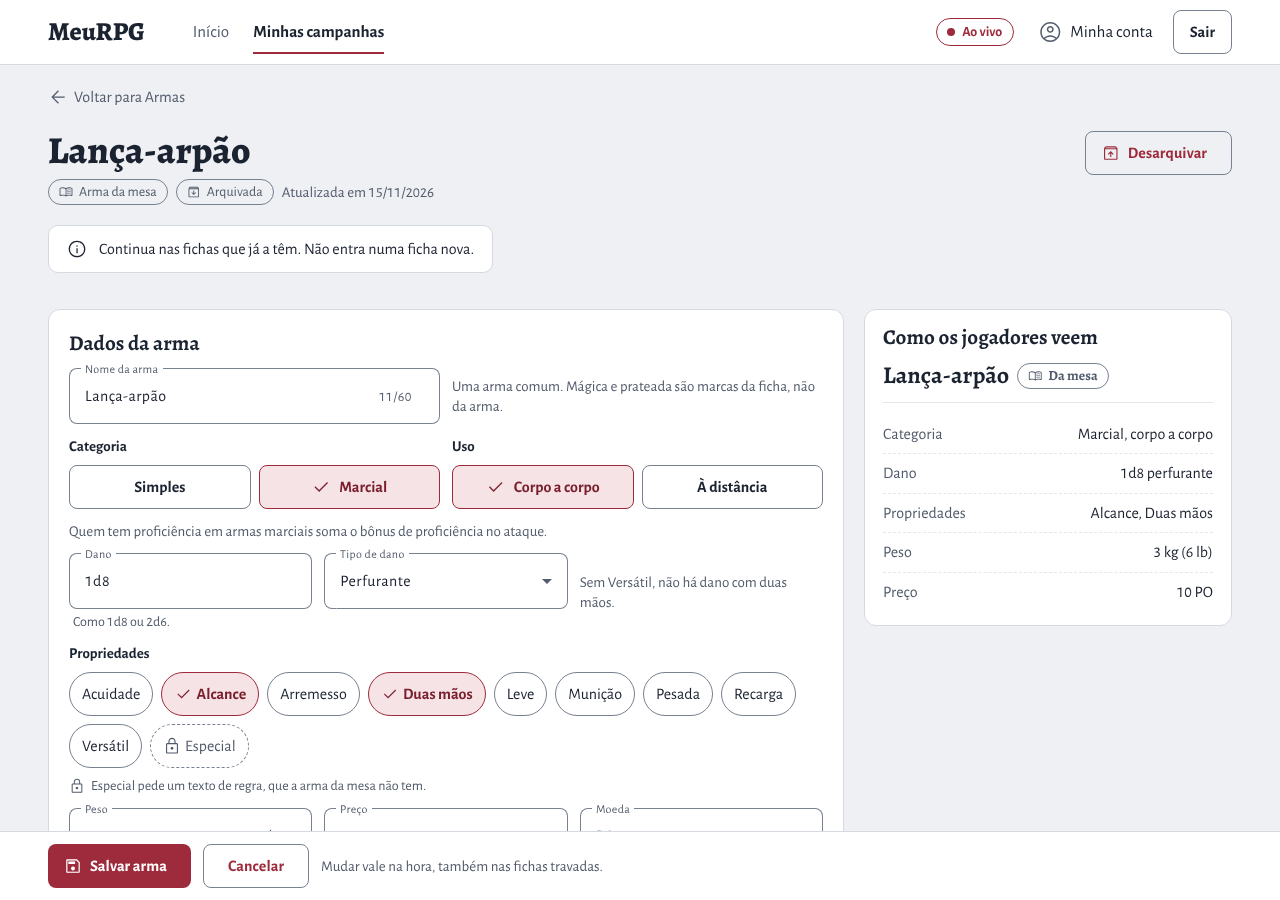 MeuRPG
Início
Minhas campanhas
Ao vivo
Minha conta
Sair
Voltar para Armas
Lança-arpão
Desarquivar
Arma da mesa
Arquivada
Atualizada em 15/11/2026
Continua nas fichas que já a têm. Não entra numa ficha nova.
Dados da arma
Nome da arma
Lança-arpão
11/60
Uma arma comum. Mágica e prateada são marcas da ficha, não
da arma.
Categoria
Uso
Simples
Marcial
Corpo a corpo
À distância
Quem tem proficiência em armas marciais soma o bônus de proficiência no ataque.
Dano
1d8
Tipo de dano
Perfurante
Sem Versátil, não há dano com duas
mãos.
Como 1d8 ou 2d6.
Propriedades
Acuidade
Alcance
Arremesso
Duas mãos
Leve
Munição
Pesada
Recarga
Versátil
Especial
Especial pede um texto de regra, que a arma da mesa não tem.
Peso
Preço
Moeda
Como os jogadores veem
Lança-arpão
Da mesa
Categoria
Marcial, corpo a corpo
Dano
1d8 perfurante
Propriedades
Alcance, Duas mãos
Peso
3 kg (6 lb)
Preço
10 PO
Salvar arma
Cancelar
Mudar vale na hora, também nas fichas travadas.